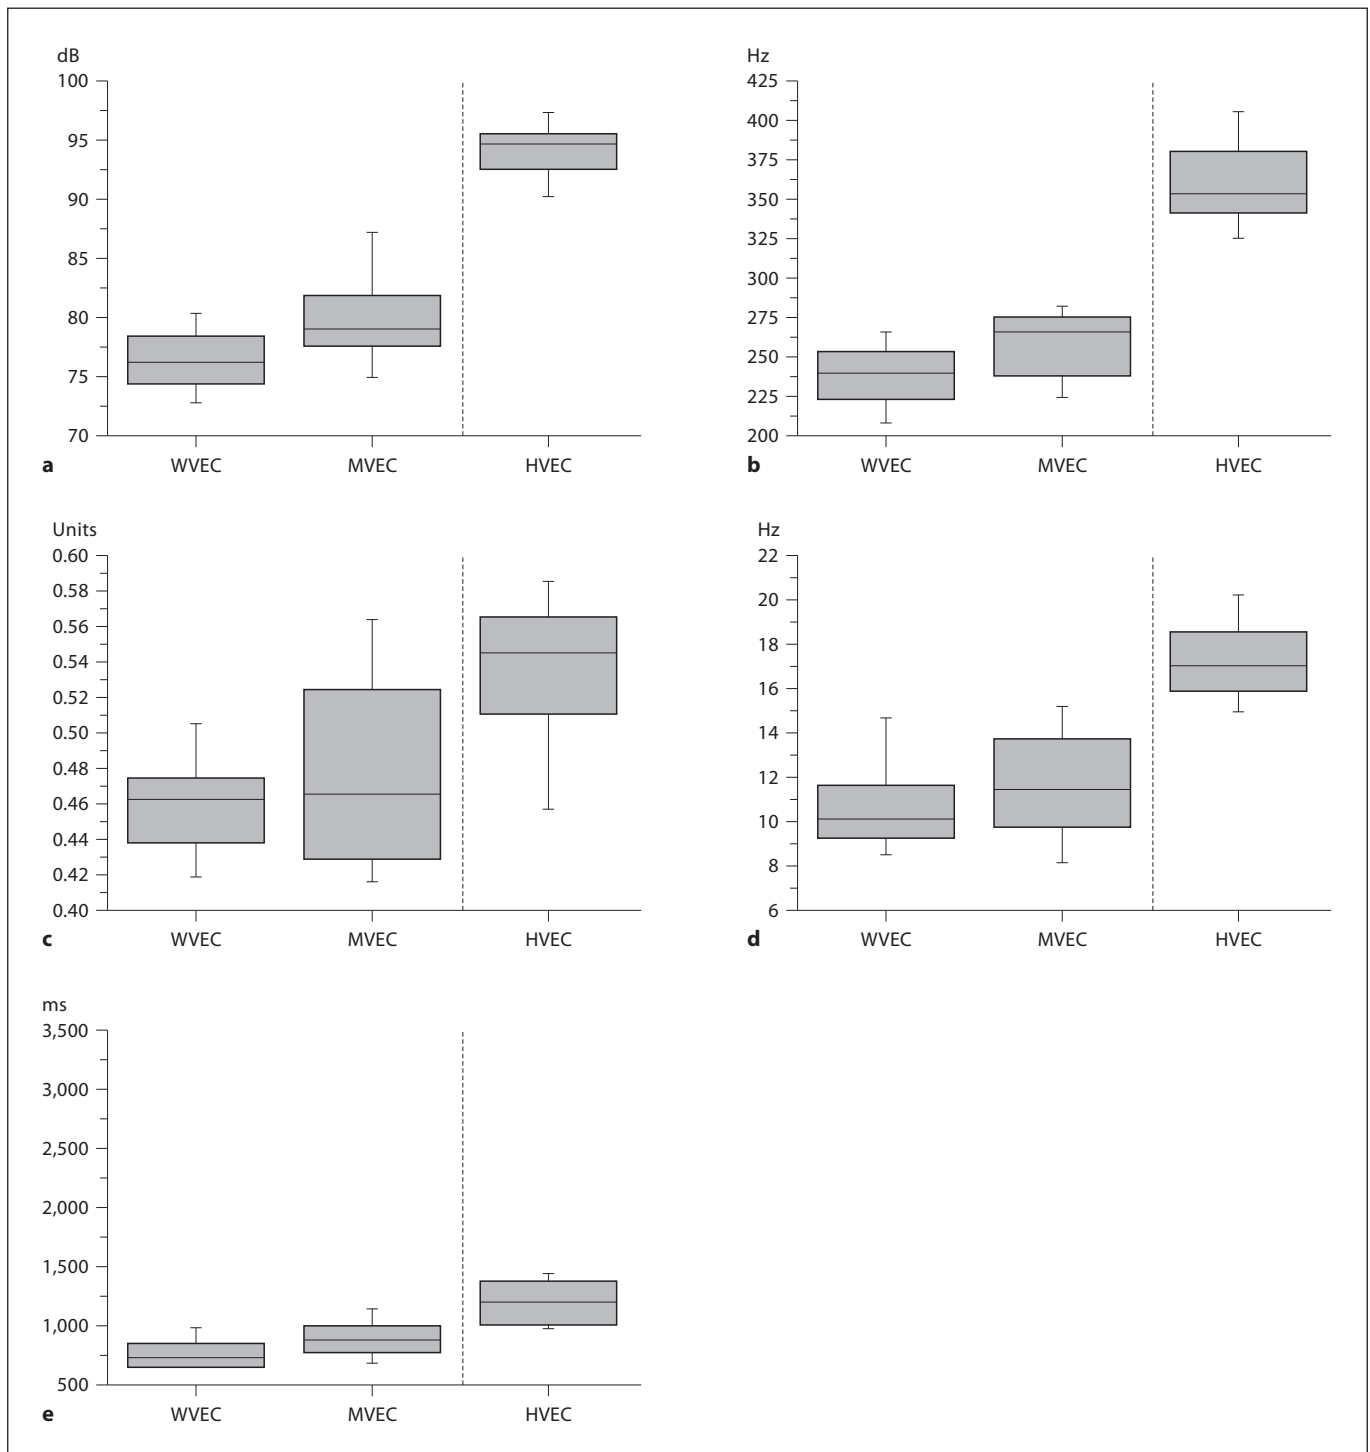 dB
100
95
90
85
80
75
70
WVEC MVEC HVEC
a
Hz
425
400
375
350
325
300
275
250
225
200
WVEC MVEC HVEC
b
Units
0.60
0.58
0.56
0.54
0.52
0.50
0.48
0.46
0.44
0.42
0.40
WVEC MVEC HVEC
c
Hz
22
20
18
16
14
12
10
8
6
WVEC MVEC HVEC
d
ms
3,500
3,000
2,500
2,000
1,500
1,000
500
WVEC MVEC HVEC
e